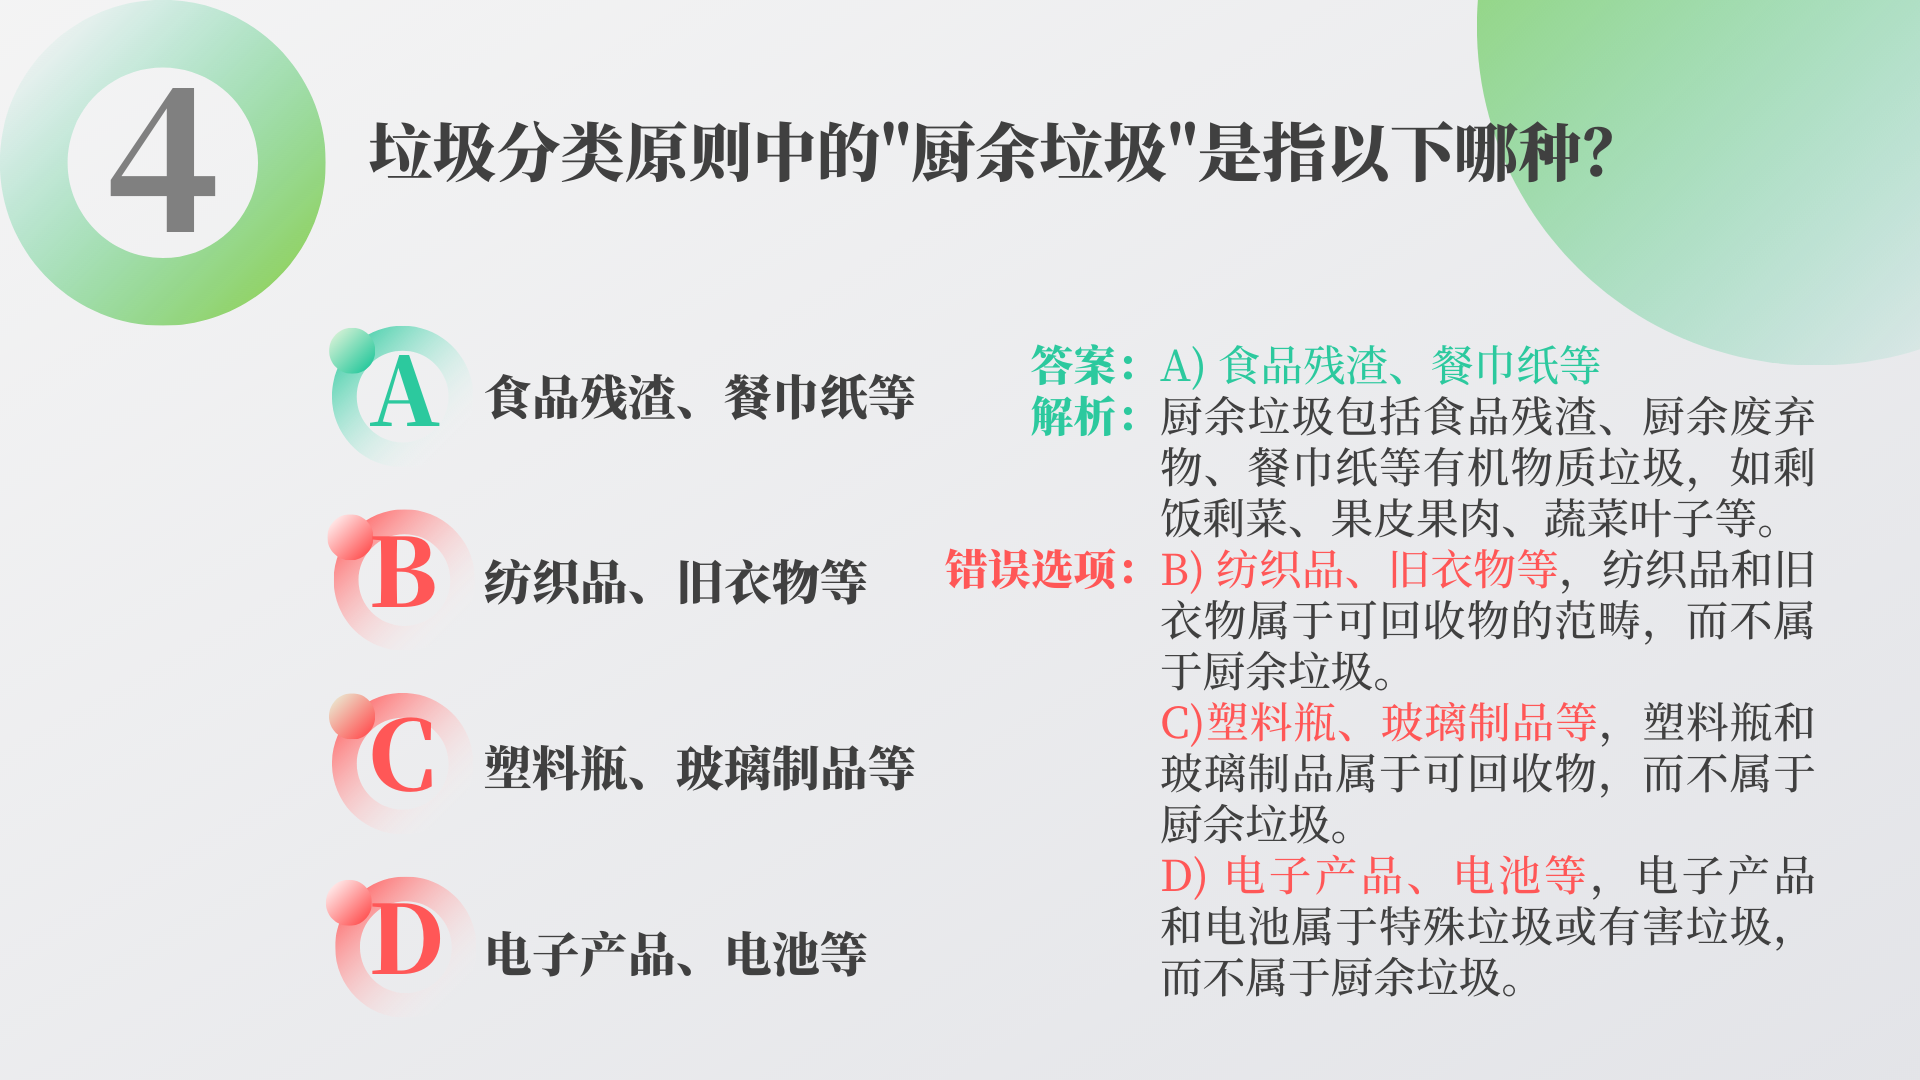 4
垃圾分类原则中的"厨余垃圾"是指以下哪种?
A
食品残渣、餐巾纸等
B
纺织品、旧衣物等
C
塑料瓶、玻璃制品等
D
电子产品、电池等
答案：A) 食品残渣、餐巾纸等
解析：厨余垃圾包括食品残渣、厨余废弃
物、餐巾纸等有机物质垃圾，如剩
饭剩菜、果皮果肉、蔬菜叶子等。
错误选项：B) 纺织品、旧衣物等，纺织品和旧
衣物属于可回收物的范畴，而不属
于厨余垃圾。
C)塑料瓶、玻璃制品等，塑料瓶和
玻璃制品属于可回收物，而不属于
厨余垃圾。
D) 电子产品、电池等，电子产品
和电池属于特殊垃圾或有害垃圾，
而不属于厨余垃圾。